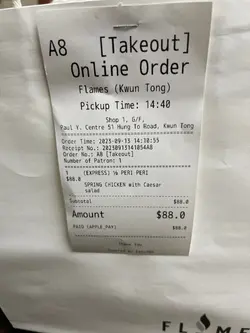 A8 [Takeout]
Online Order
Flames (Kwun Tong)
Pickup Time: 14:40
Shop 1, G/F,
Paul Y. Centre 51 Hung To Road, Kwun Tong
Order Time: 2023-09-13 14:30:55
Order No.: A8 [Takeout]
Number of Patron: 1
1 (EXPRESS) ½ PERI PERI
$88.0
SPRING CHICKEN with Caesar
salad
Subtotal $88.0
Amount $88.0
PAID (APPLE_PAY) $88.0
Thank You
FLAME